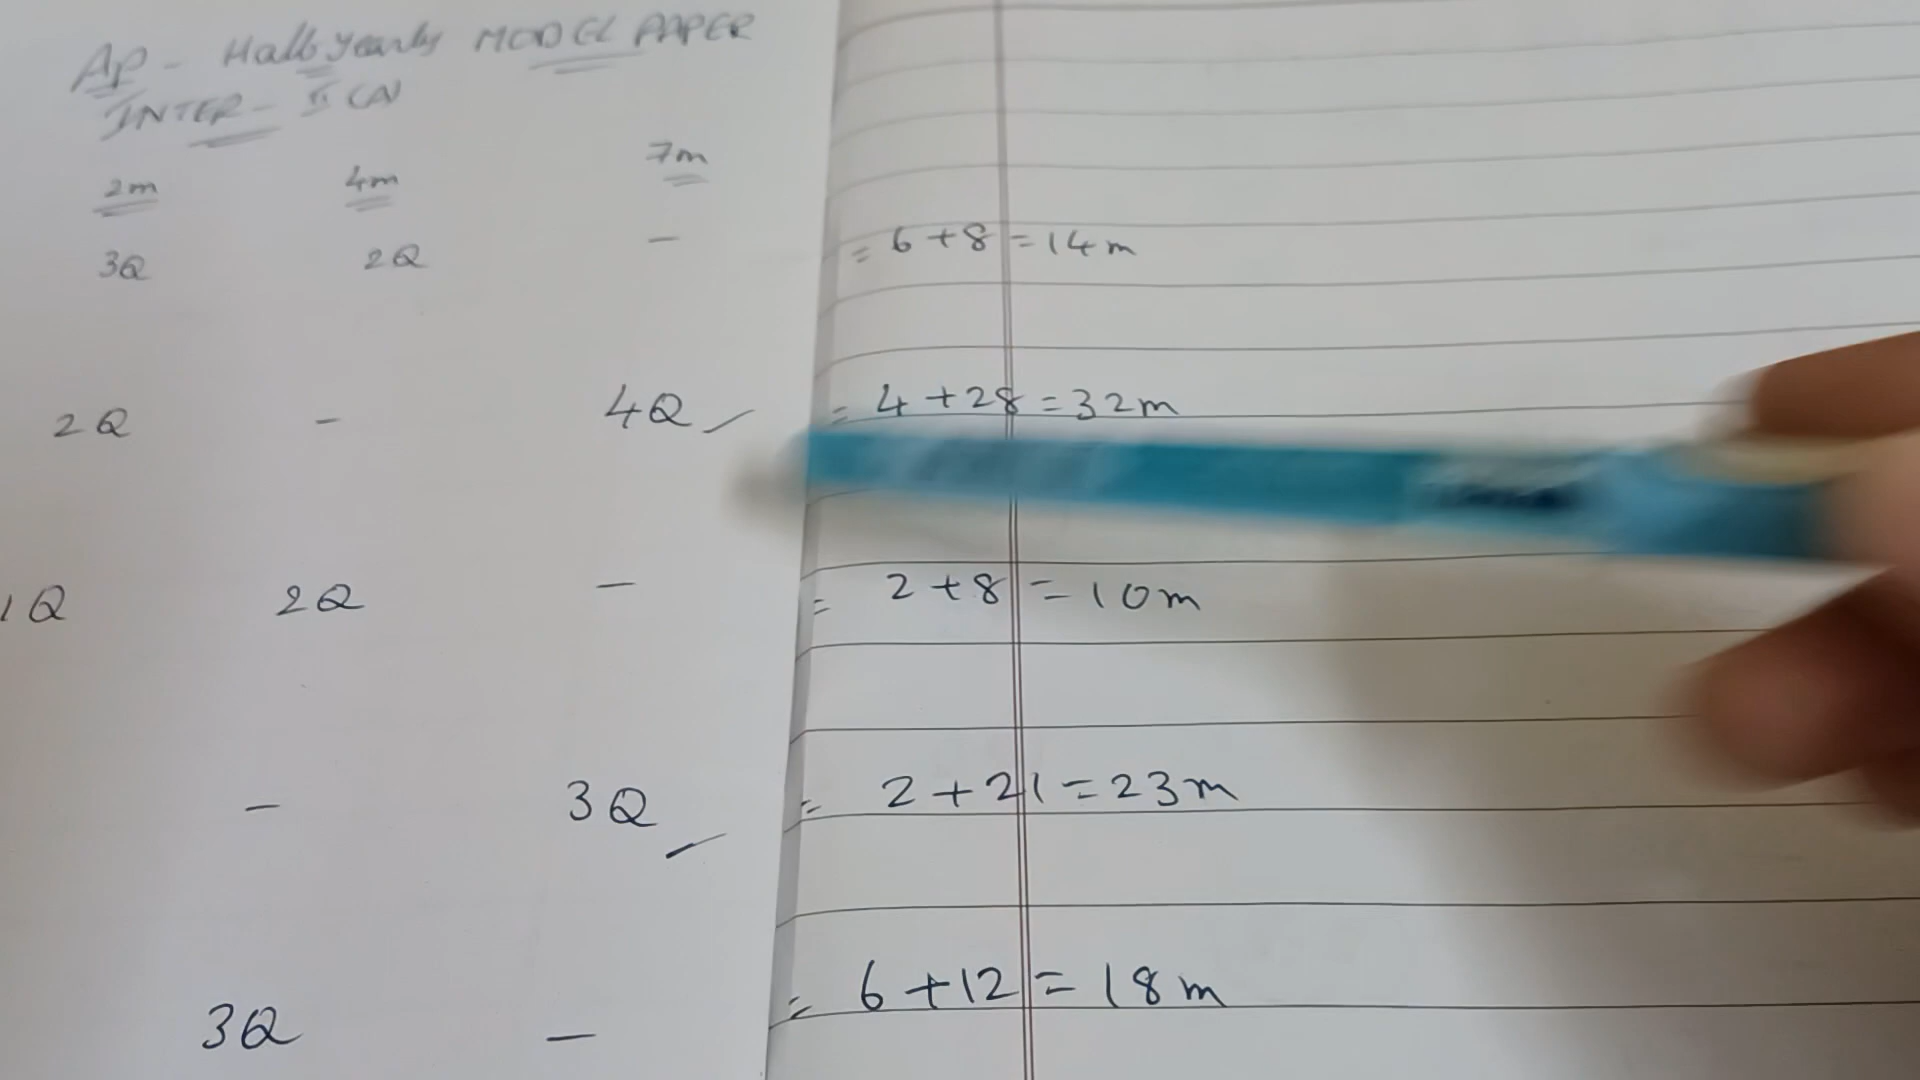 AP - Half yearly MODEL PAPER
INTER - II (A)
2m 4m 7m
3Q 2Q - = 6+8 = 14m
2Q - 4Q = 4+28 = 32m
1Q 2Q - = 2+8 = 10m
- 3Q = 2+21 = 23m
3Q - = 6+12 = 18m